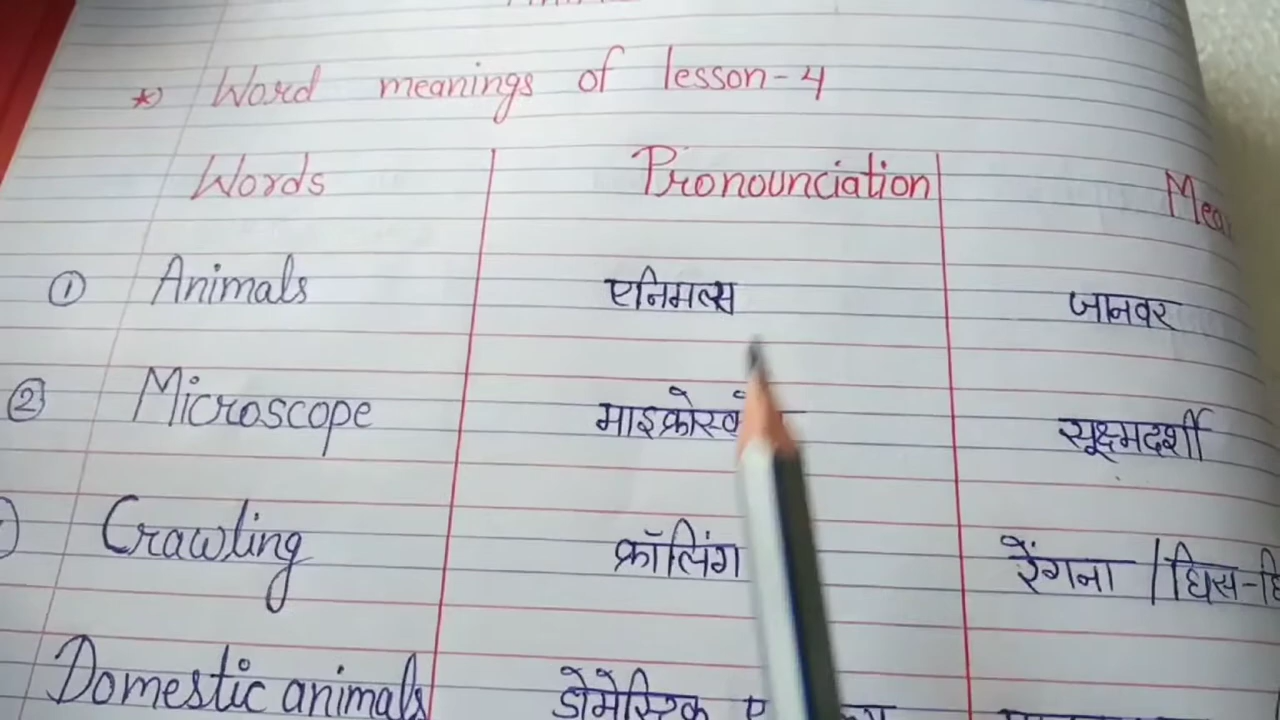 * Word meanings of lesson-4
Words Pronounciation
① Animals एनिमल्स जानवर
② Microscope सूक्ष्मदर्शी
Crawling क्रॉलिंग रेंगना / घिस-
Domestic animals डोमेस्टिक